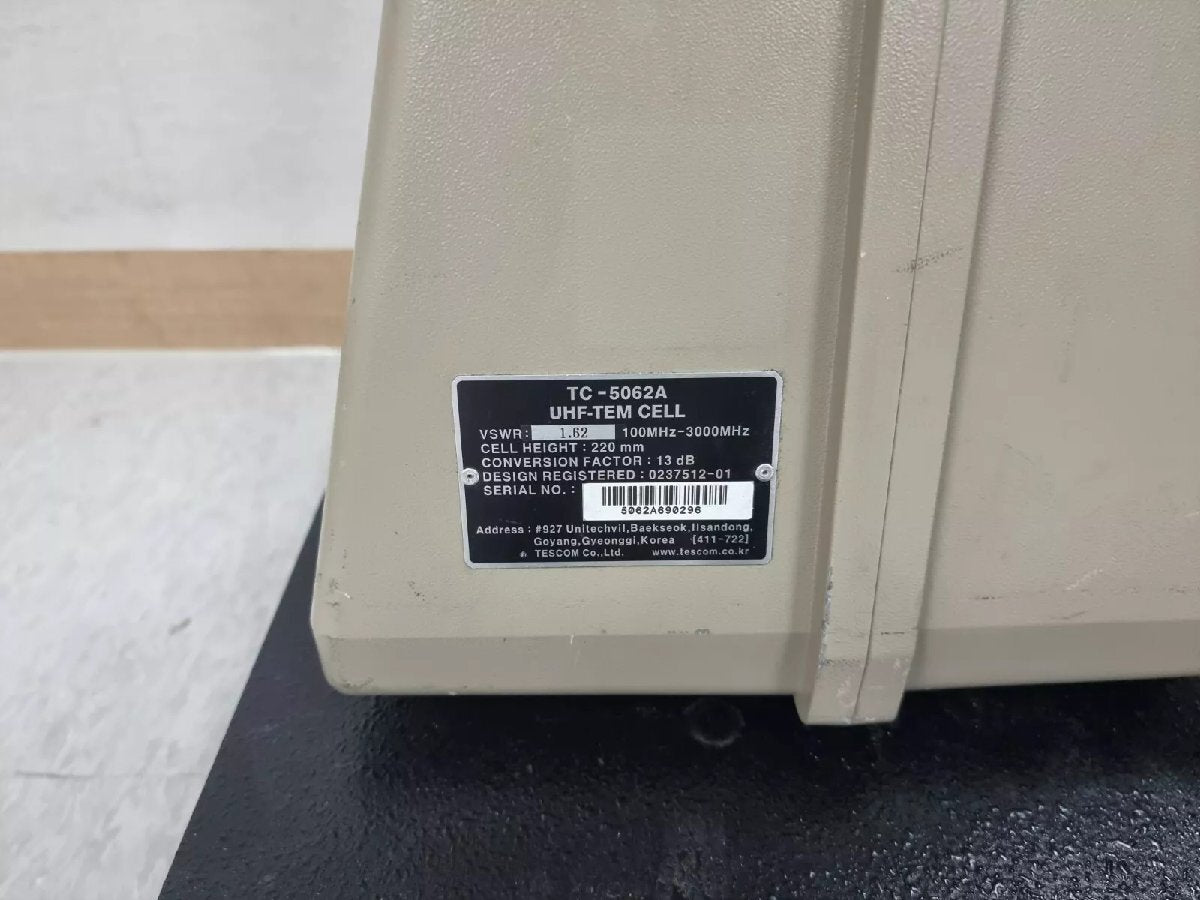 TC-5062A
UHF-TEM CELL
VSWR: 1.62 100MHz-3000MHz
CELL HEIGHT : 220 mm
CONVERSION FACTOR : 13 dB
DESIGN REGISTERED : 0237512-01
SERIAL NO. :
5062A690296
Address : #927 Unitechvil,Baekseok,Ilsandong,
Goyang,Gyeonggi,Korea [411-722]
TESCOM Co.,Ltd. www.tescom.co.kr